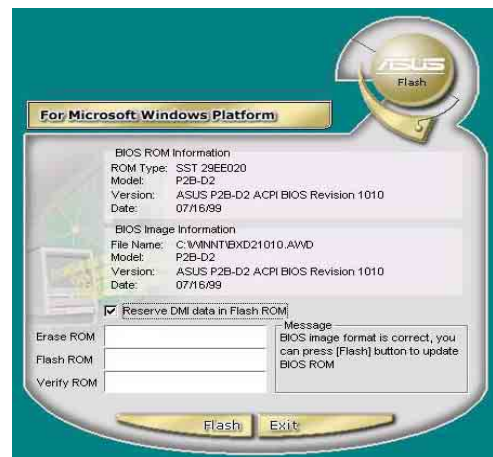 ASUS
Flash
For Microsoft Windows Platform
BIOS ROM Information
ROM Type: SST 29EE020
Model: P2B-D2
Version: ASUS P2B-D2 ACPI BIOS Revision 1010
Date: 07/16/99
BIOS Image Information
File Name: C:\WINNT\BXD21010.AWD
Model: P2B-D2
Version: ASUS P2B-D2 ACPI BIOS Revision 1010
Date: 07/16/99
Reserve DMI data in Flash ROM
Erase ROM
Flash ROM
Verify ROM
Message
BIOS image format is correct, you
can press [Flash] button to update
BIOS ROM
Flash
Exit